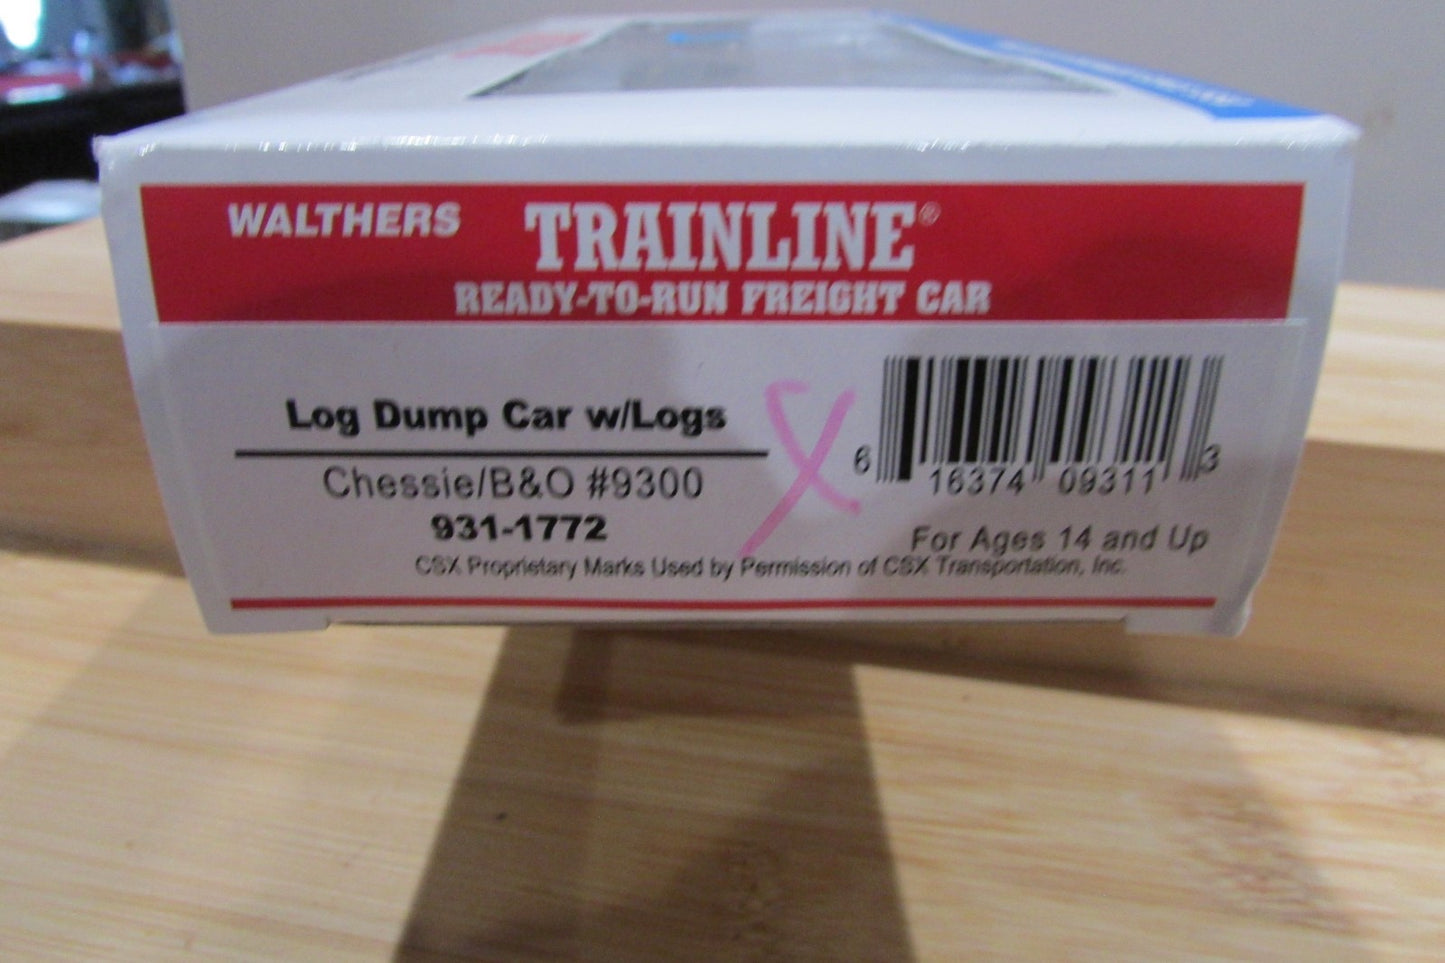 WALTHERS TRAINLINE®
READY-TO-RUN FREIGHT CAR
Log Dump Car w/Logs
Chessie/B&O #9300
931-1772
X
6 16374 09311 3
For Ages 14 and Up
CSX Proprietary Marks Used by Permission of CSX Transportation, Inc.